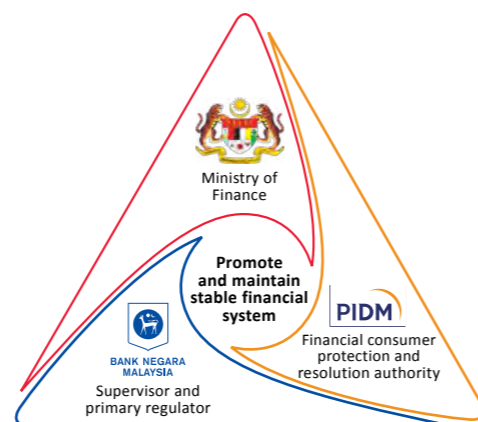 Ministry of
Finance
Promote
and maintain
stable financial
system
BANK NEGARA
MALAYSIA
Supervisor and
primary regulator
PIDM
Financial consumer
protection and
resolution authority